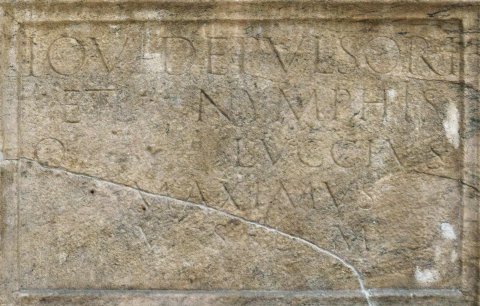 IOVI DEPVLSORI
ET NYMPHIS
Q LVCCIVS
MAXIMVS
V S M